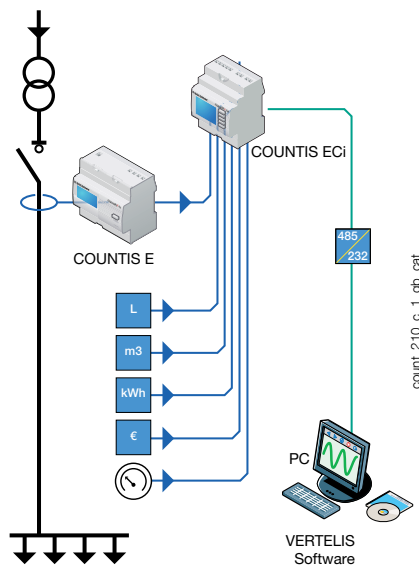 COUNTIS ECi
COUNTIS E
485
232
L
m3
kWh
€
PC
VERTELIS
Software
count_210_c_1_gb_cat